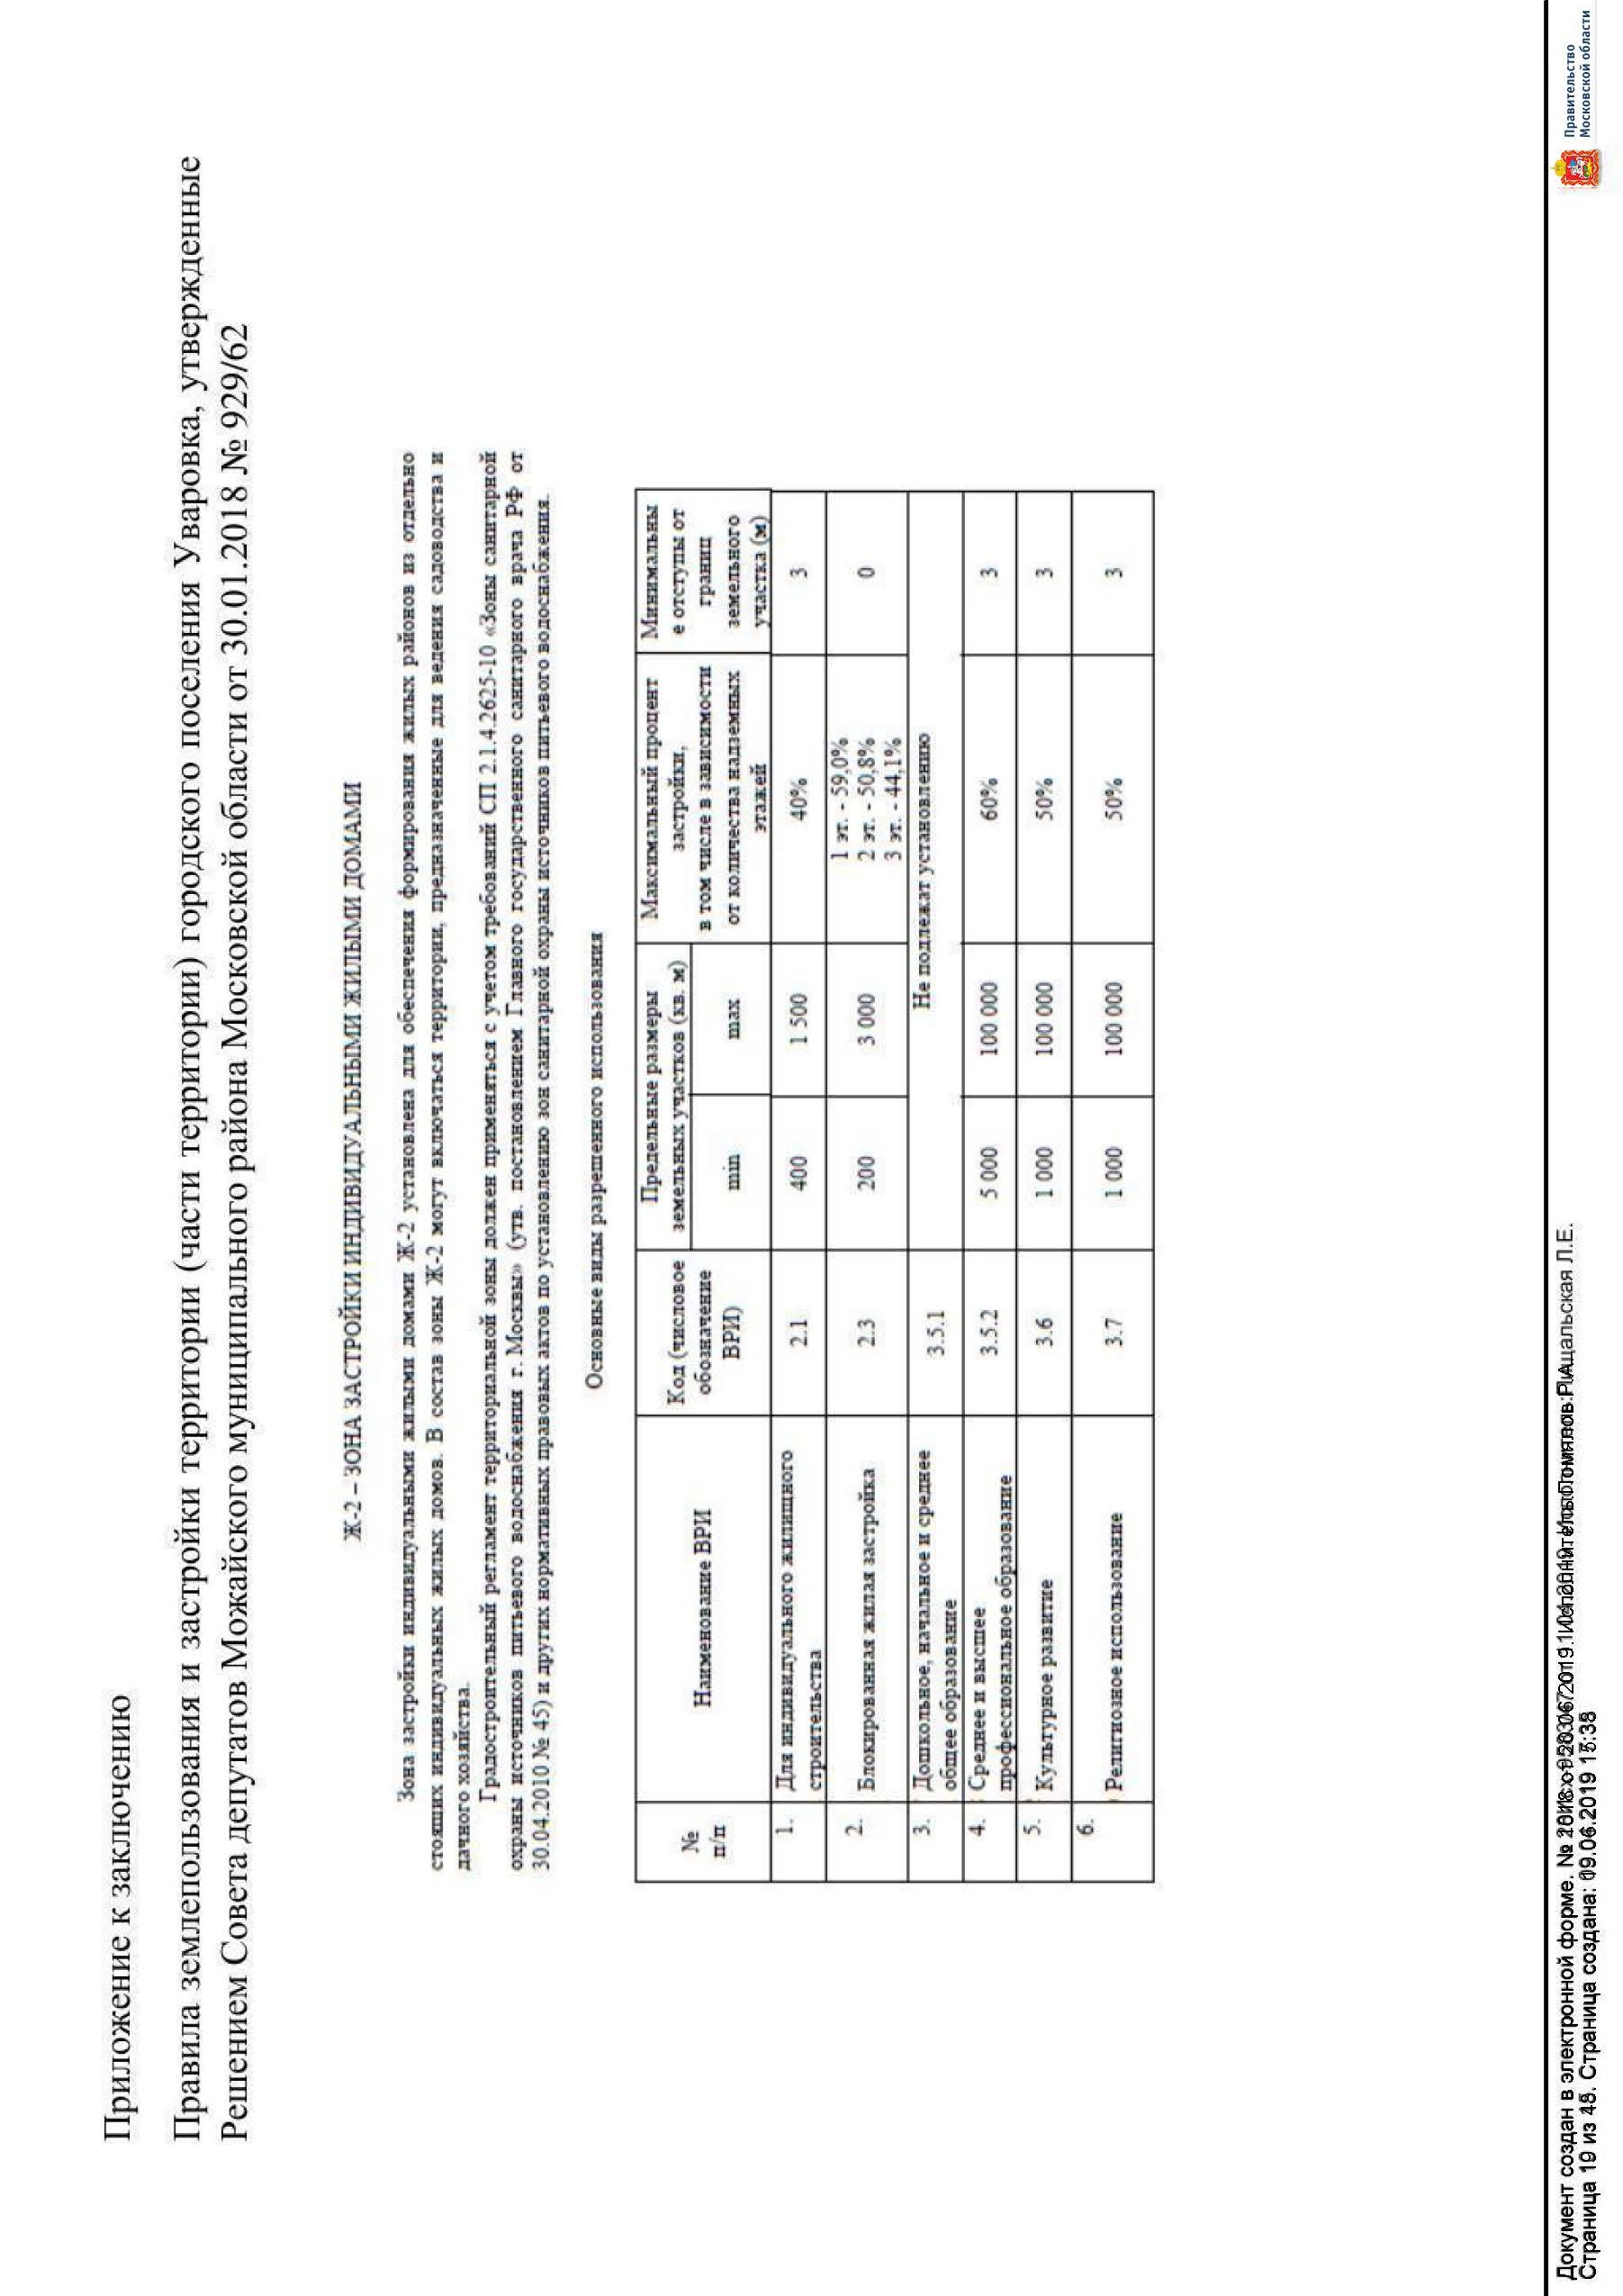 Приложение к заключению
Правила землепользования и застройки территории (части территории) городского поселения Уваровка, утвержденные
Решением Совета депутатов Можайского муниципального района Московской области от 30.01.2018 № 929/62
Ж-2 – ЗОНА ЗАСТРОЙКИ ИНДИВИДУАЛЬНЫМИ ЖИЛЫМИ ДОМАМИ
Зона застройки индивидуальными жилыми домами Ж-2 установлена для обеспечения формирования жилых районов из отдельно
стоящих индивидуальных жилых домов. В состав зоны Ж-2 могут включаться территории, предназначенные для ведения садоводства и
дачного хозяйства.
Градостроительный регламент территориальной зоны должен применяться с учетом требований СП 2.1.4.2625-10 «Зоны санитарной
охраны источников питьевого водоснабжения г. Москвы» (утв. постановлением Главного государственного санитарного врача РФ от
30.04.2010 № 45) и других нормативных правовых актов по установлению зон санитарной охраны источников питьевого водоснабжения.
Основные виды разрешенного использования
№
п/п
Наименование ВРИ
Код (числовое
обозначение
ВРИ)
Предельные размеры
земельных участков (кв. м)
min
max
Максимальный процент
застройки,
в том числе в зависимости
от количества надземных
этажей
Минимальны
е отступы от
границ
земельного
участка (м)
1.
Для индивидуального жилищного
строительства
2.1
400
1 500
40%
3
2.
Блокированная жилая застройка
2.3
200
3 000
1 эт. - 59,0%
2 эт. - 50,8%
3 эт. - 44,1%
0
3.
Дошкольное, начальное и среднее
общее образование
3.5.1
Не подлежат установлению
4.
Среднее и высшее
профессиональное образование
3.5.2
5 000
100 000
60%
3
5.
Культурное развитие
3.6
1 000
100 000
50%
3
6.
Религиозное использование
3.7
1 000
100 000
50%
3
Документ создан в электронной форме. №
Страница из Страница создана:
Правительство
Московской области